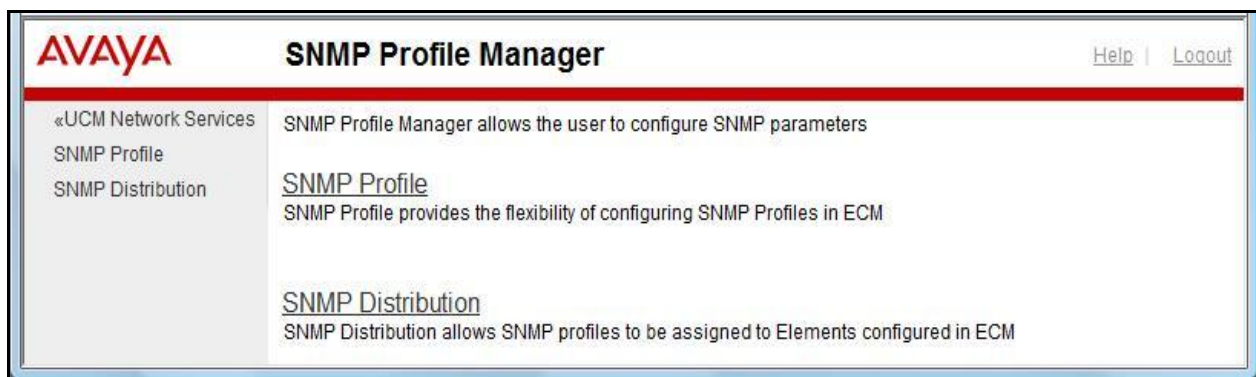 AVAYA
SNMP Profile Manager
Help | Logout
«UCM Network Services
SNMP Profile
SNMP Distribution
SNMP Profile Manager allows the user to configure SNMP parameters
SNMP Profile
SNMP Profile provides the flexibility of configuring SNMP Profiles in ECM
SNMP Distribution
SNMP Distribution allows SNMP profiles to be assigned to Elements configured in ECM